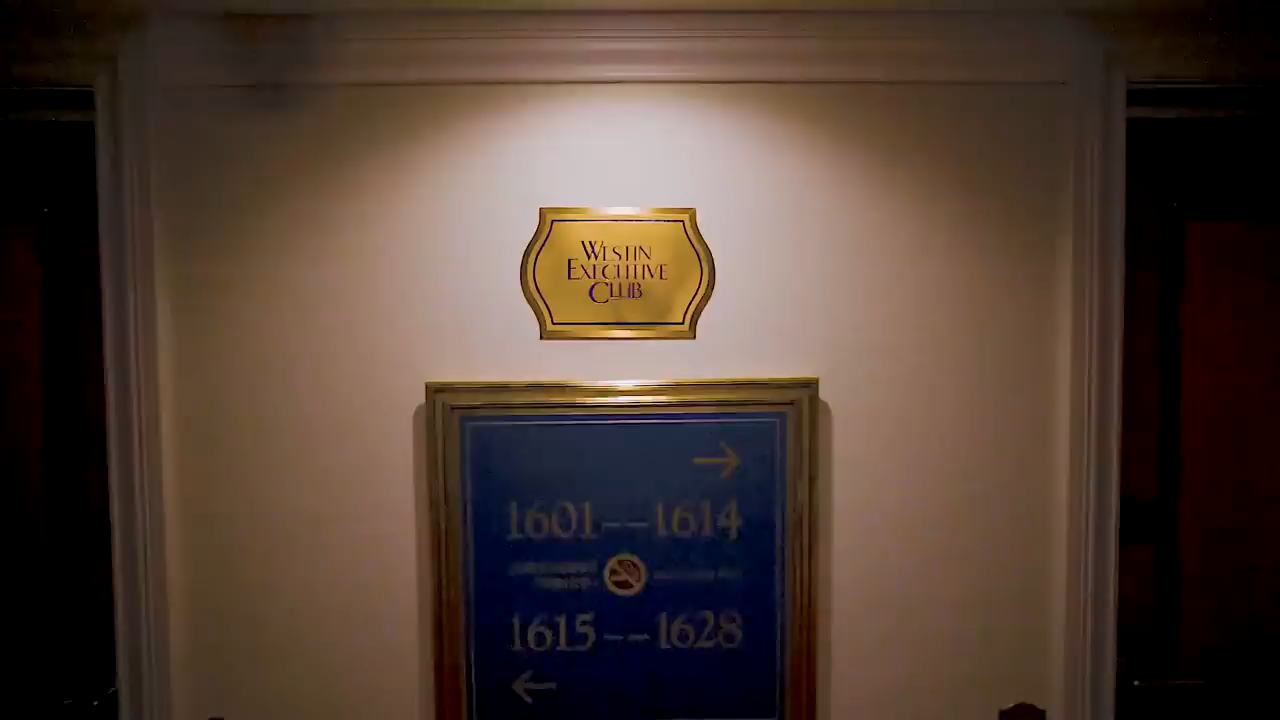 WESTIN
EXECUTIVE
CLUB
→
1601--1614
1615--1628
←